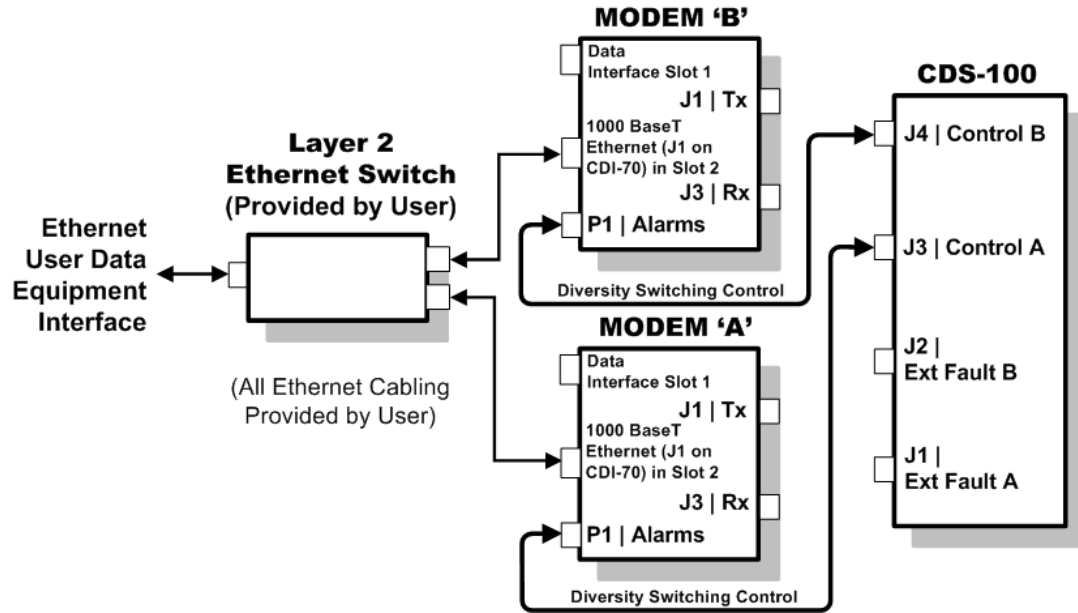 MODEM ‘B’
Data
Interface Slot 1
J1 | Tx
1000 BaseT
Ethernet (J1 on
CDI-70) in Slot 2
J3 | Rx
P1 | Alarms
Diversity Switching Control
CDS-100
J4 | Control B
J3 | Control A
J2 |
Ext Fault B
J1 |
Ext Fault A
Layer 2
Ethernet Switch
(Provided by User)
Ethernet
User Data
Equipment
Interface
(All Ethernet Cabling
Provided by User)
MODEM ‘A’
Data
Interface Slot 1
J1 | Tx
1000 BaseT
Ethernet (J1 on
CDI-70) in Slot 2
J3 | Rx
P1 | Alarms
Diversity Switching Control